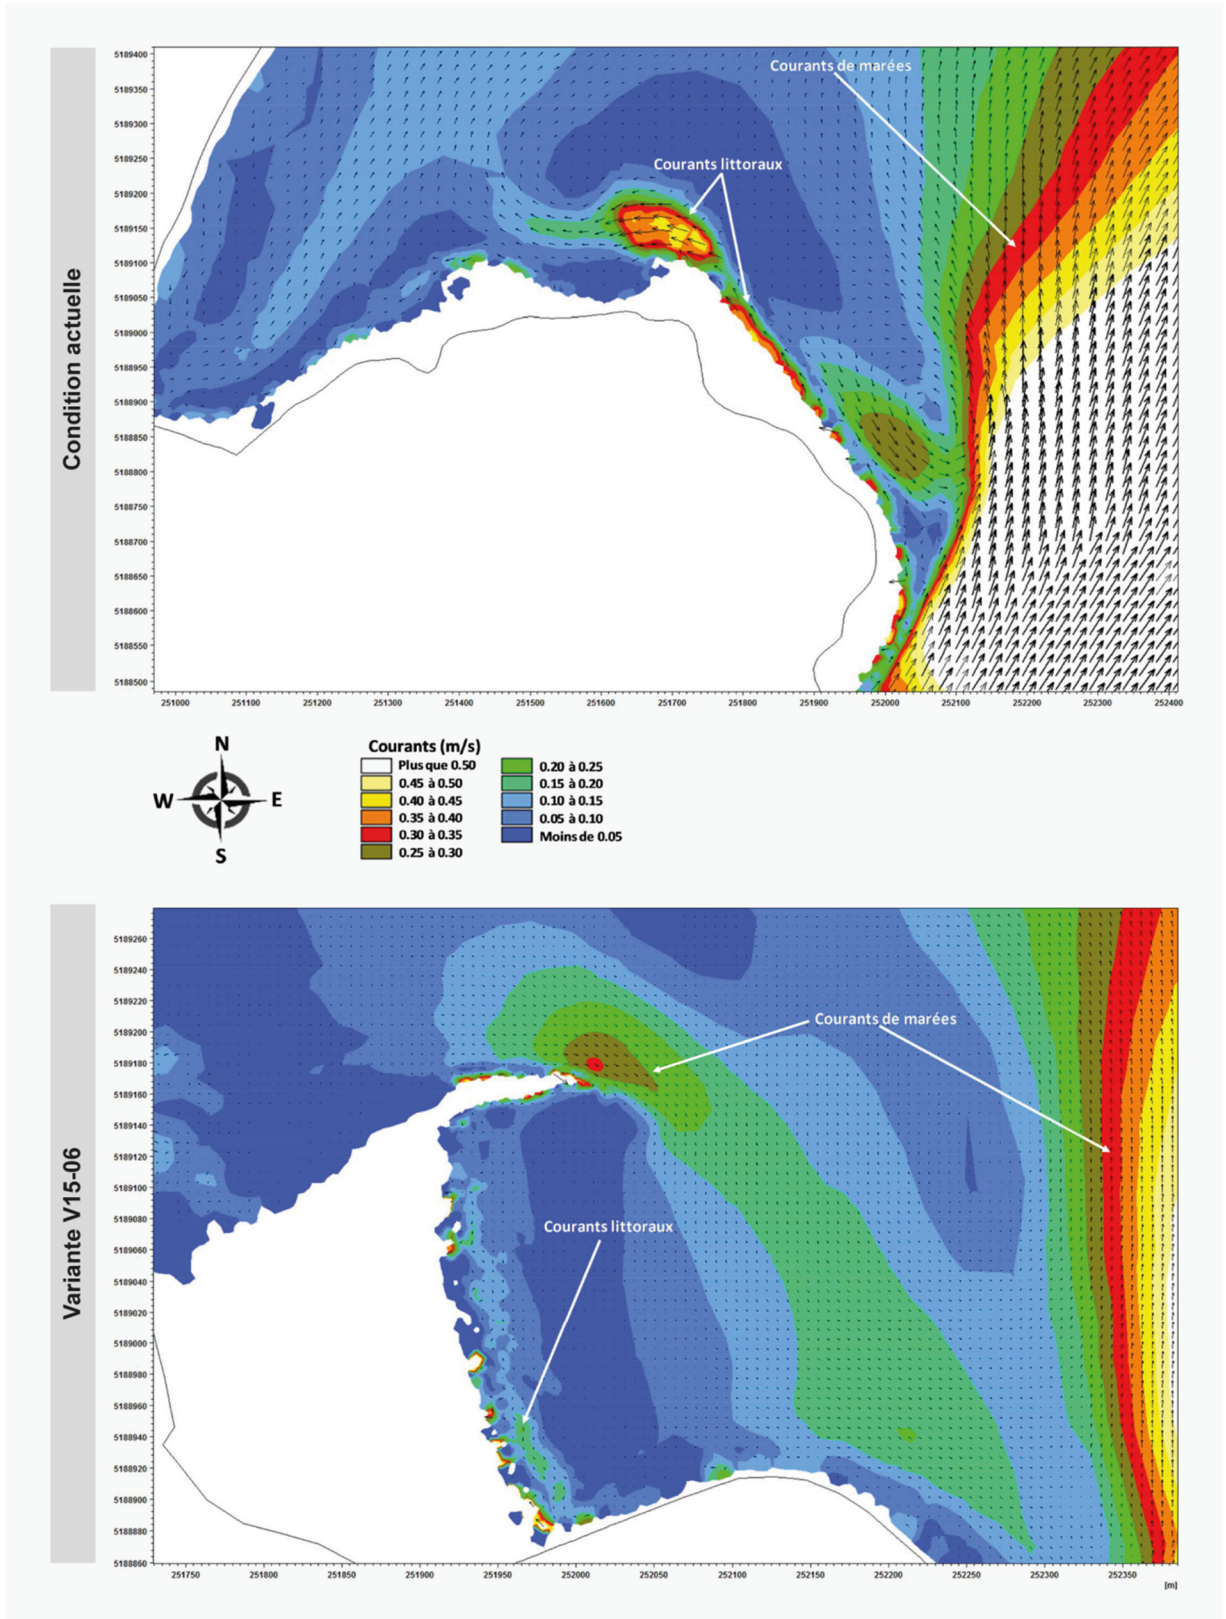 Condition actuelle
5189400
5189350
5189300
5189250
5189200
5189150
5189100
5189050
5189000
5188950
5188900
5188850
5188800
5188750
5188700
5188650
5188600
5188550
5188500
Courants de marées
Courants littoraux
251000 251100 251200 251300 251400 251500 251600 251700 251800 251900 252000 252100 252200 252300 252400
N
W E
S
Courants (m/s)
Plus que 0.50
0.45 à 0.50
0.40 à 0.45
0.35 à 0.40
0.30 à 0.35
0.25 à 0.30
0.20 à 0.25
0.15 à 0.20
0.10 à 0.15
0.05 à 0.10
Moins de 0.05
Variante V15-06
5189260
5189240
5189220
5189200
5189180
5189160
5189140
5189120
5189100
5189080
5189060
5189040
5189020
5189000
5188980
5188960
5188940
5188920
5188900
5188880
5188860
Courants de marées
Courants littoraux
251750 251800 251850 251900 251950 252000 252050 252100 252150 252200 252250 252300 252350
[m]